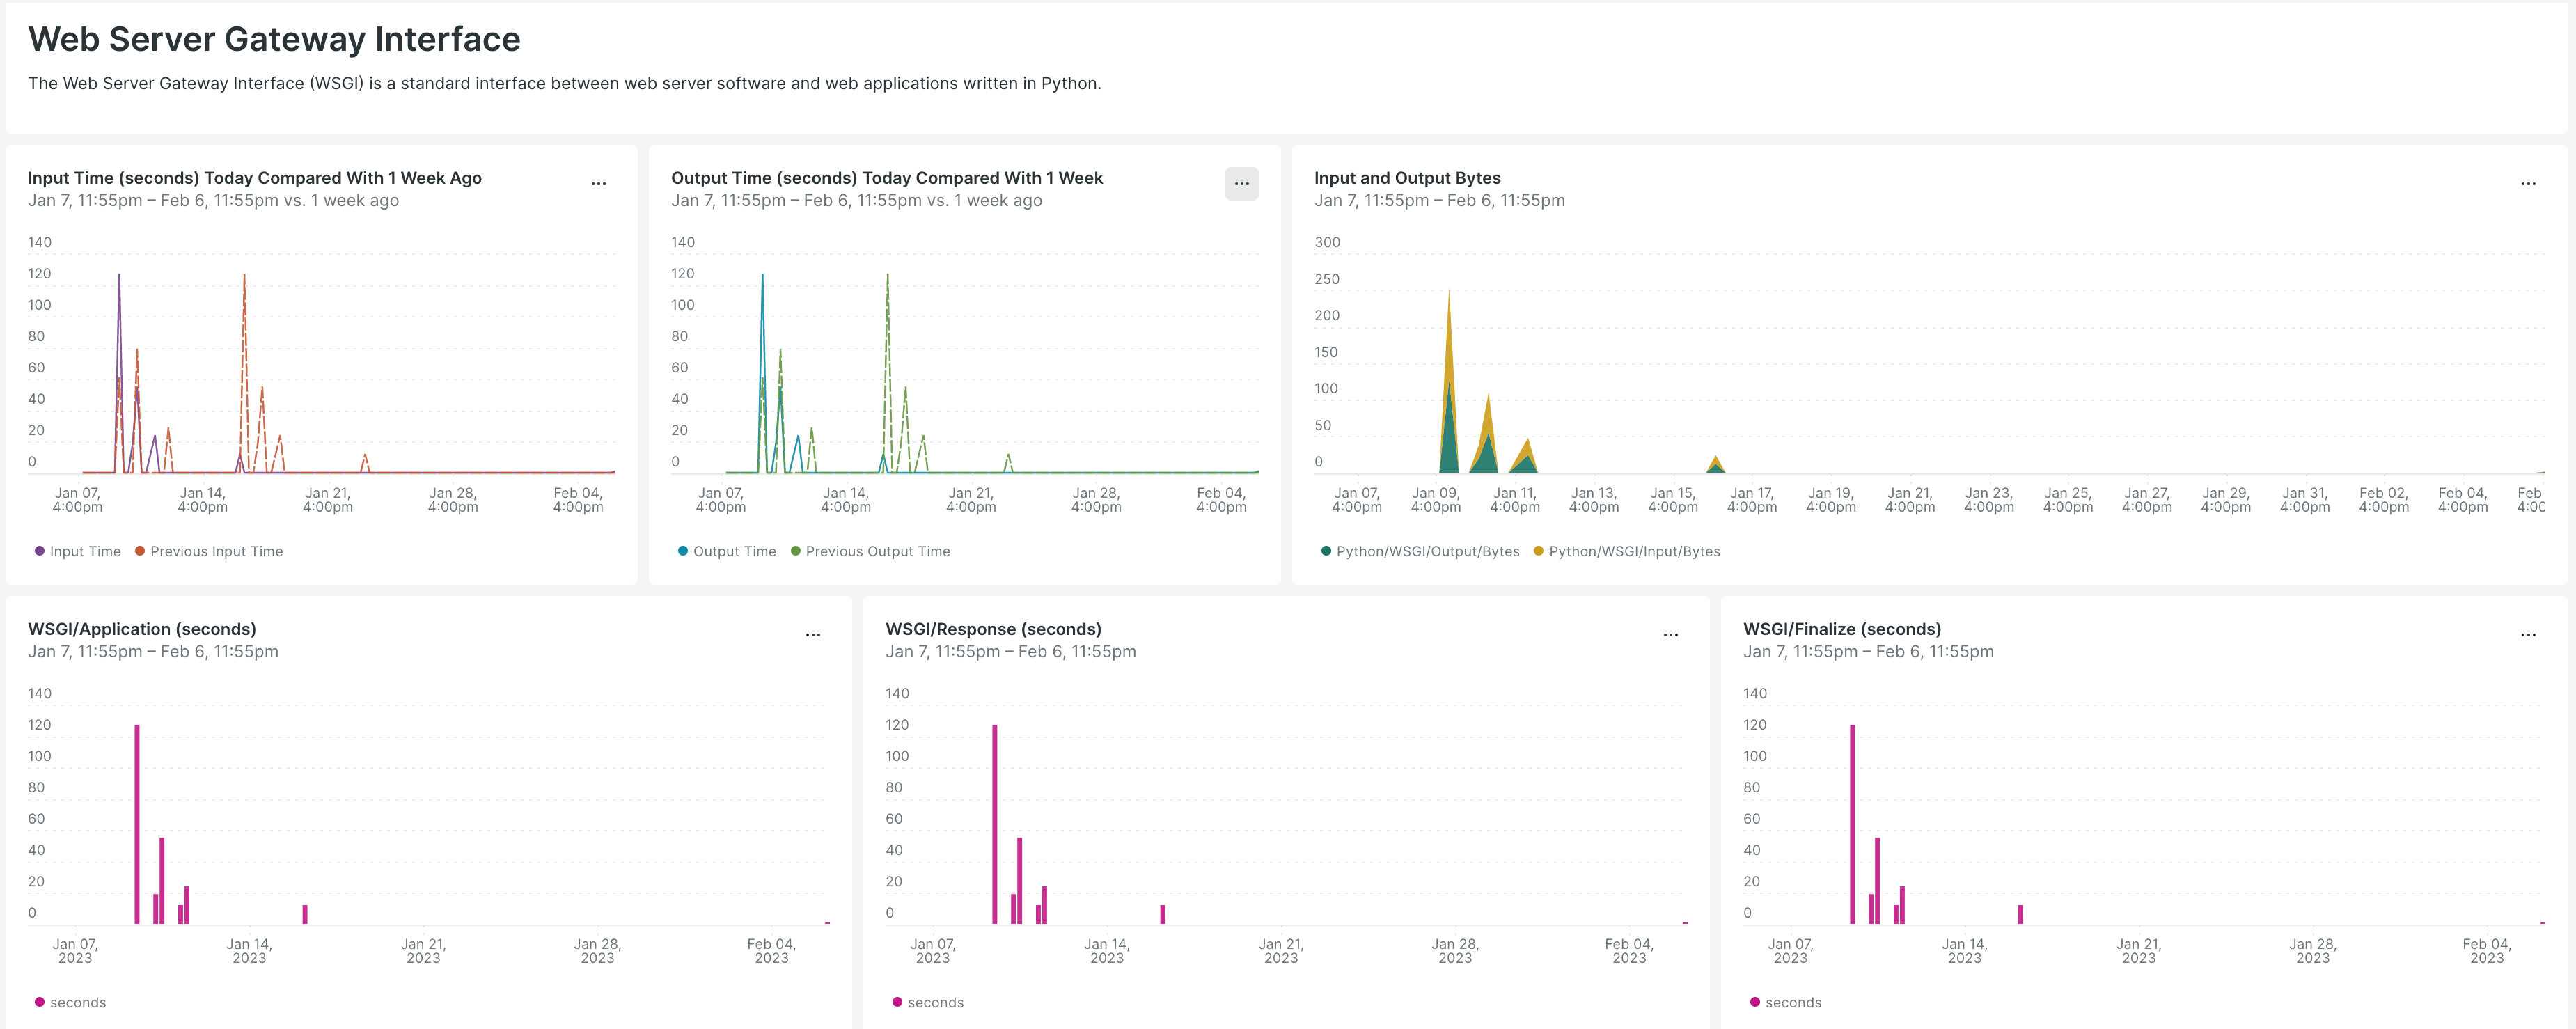 Web Server Gateway Interface
The Web Server Gateway Interface (WSGI) is a standard interface between web server software and web applications written in Python.
Input Time (seconds) Today Compared With 1 Week Ago
...
Jan 7, 11:55pm – Feb 6, 11:55pm vs. 1 week ago
140
120
100
80
60
40
20
0
Jan 07, Jan 14, Jan 21, Jan 28, Feb 04,
4:00pm 4:00pm 4:00pm 4:00pm 4:00pm
Input Time Previous Input Time
Output Time (seconds) Today Compared With 1 Week
...
Jan 7, 11:55pm – Feb 6, 11:55pm vs. 1 week ago
140
120
100
80
60
40
20
0
Jan 07, Jan 14, Jan 21, Jan 28, Feb 04,
4:00pm 4:00pm 4:00pm 4:00pm 4:00pm
Output Time Previous Output Time
Input and Output Bytes
...
Jan 7, 11:55pm – Feb 6, 11:55pm
300
250
200
150
100
50
0
Jan 07, Jan 09, Jan 11, Jan 13, Jan 15, Jan 17, Jan 19, Jan 21, Jan 23, Jan 25, Jan 27, Jan 29, Jan 31, Feb 02, Feb 04, Feb
4:00pm 4:00pm 4:00pm 4:00pm 4:00pm 4:00pm 4:00pm 4:00pm 4:00pm 4:00pm 4:00pm 4:00pm 4:00pm 4:00pm 4:00pm 4:00
Python/WSGI/Output/Bytes Python/WSGI/Input/Bytes
WSGI/Application (seconds)
...
Jan 7, 11:55pm – Feb 6, 11:55pm
140
120
100
80
60
40
20
0
Jan 07, Jan 14, Jan 21, Jan 28, Feb 04,
2023 2023 2023 2023 2023
seconds
WSGI/Response (seconds)
...
Jan 7, 11:55pm – Feb 6, 11:55pm
140
120
100
80
60
40
20
0
Jan 07, Jan 14, Jan 21, Jan 28, Feb 04,
2023 2023 2023 2023 2023
seconds
WSGI/Finalize (seconds)
...
Jan 7, 11:55pm – Feb 6, 11:55pm
140
120
100
80
60
40
20
0
Jan 07, Jan 14, Jan 21, Jan 28, Feb 04,
2023 2023 2023 2023 2023
seconds